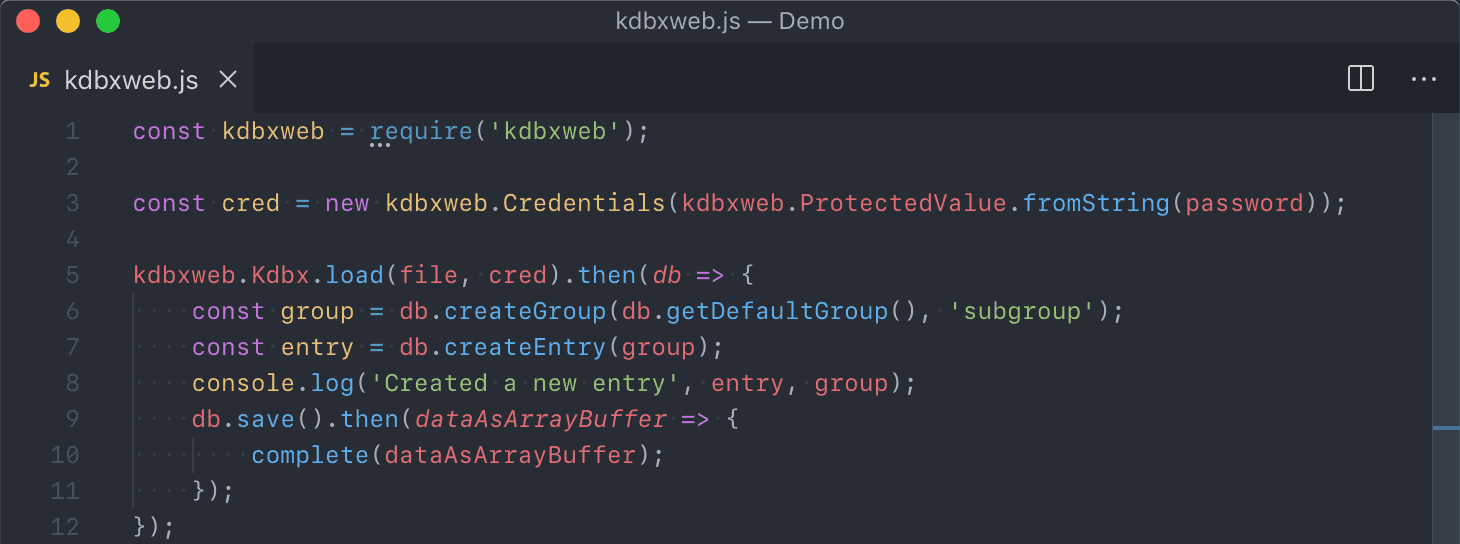 kdbxweb.js — Demo
JS kdbxweb.js
1 const kdbxweb = require('kdbxweb');
2
3 const cred = new kdbxweb.Credentials(kdbxweb.ProtectedValue.fromString(password));
4
5 kdbxweb.Kdbx.load(file, cred).then(db => {
6     const group = db.createGroup(db.getDefaultGroup(), 'subgroup');
7     const entry = db.createEntry(group);
8     console.log('Created a new entry', entry, group);
9     db.save().then(dataAsArrayBuffer => {
10         complete(dataAsArrayBuffer);
11     });
12 });